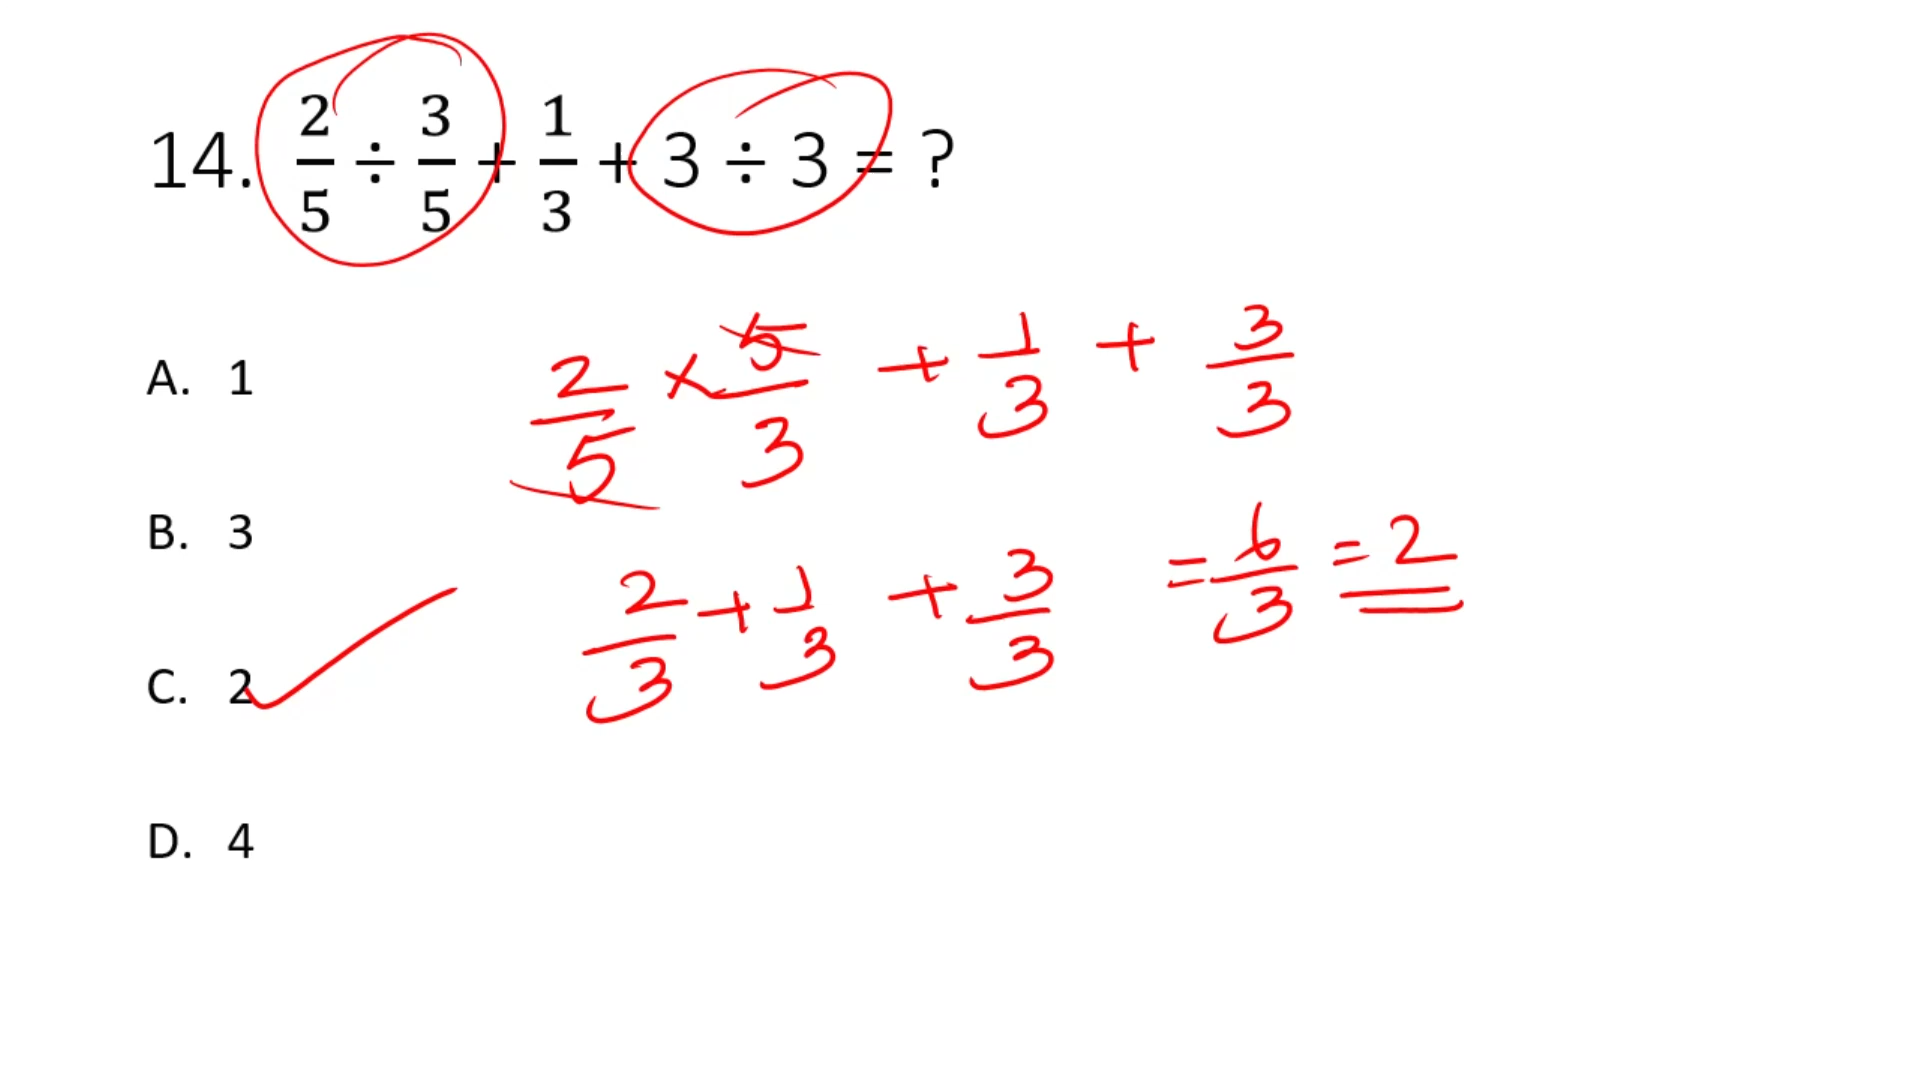 14. 2/5 ÷ 3/5 + 1/3 + 3 ÷ 3 = ?
A. 1
2/5 × 5/3 + 1/3 + 3/3
B. 3
2/3 + 1/3 + 3/3 = 6/3 = 2
C. 2
D. 4